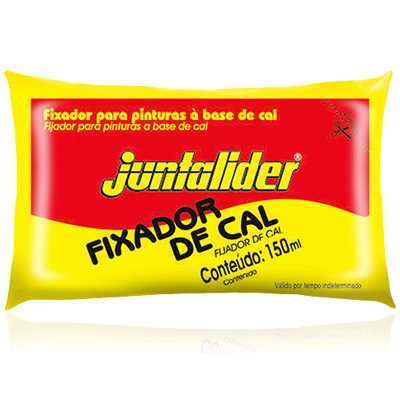 Fixador para pinturas à base de cal
Fijador para pinturas a base de cal
juntalider®
FIXADOR
DE CAL
FIJADOR DE CAL
Conteúdo: 150ml
Contenido
Válido por tempo indeterminado